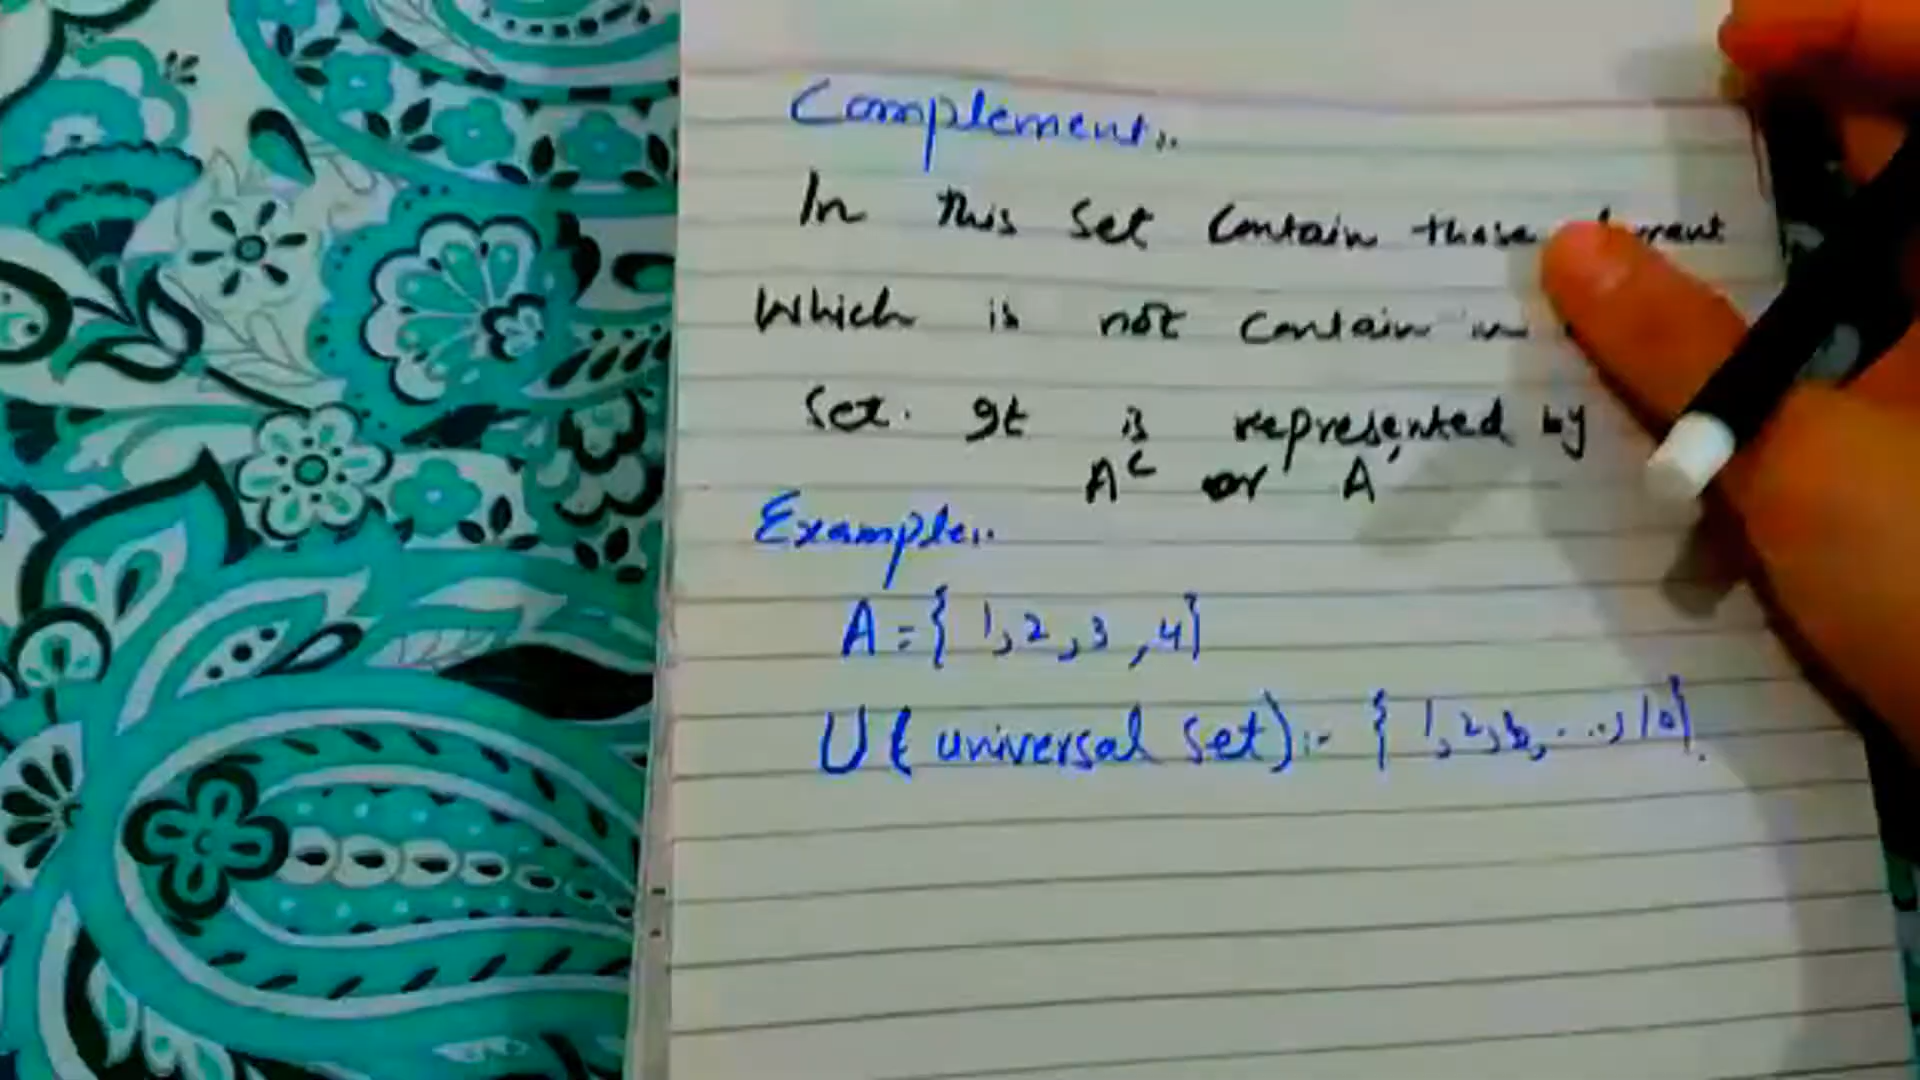 Complement:.
In this Set Contain those
Which is not contain in
Set. It is represented by
A^c or A'
Example:.
A = { 1, 2, 3, 4}
U ( universal set) :- { 1, 2, 3, ..., 10}.